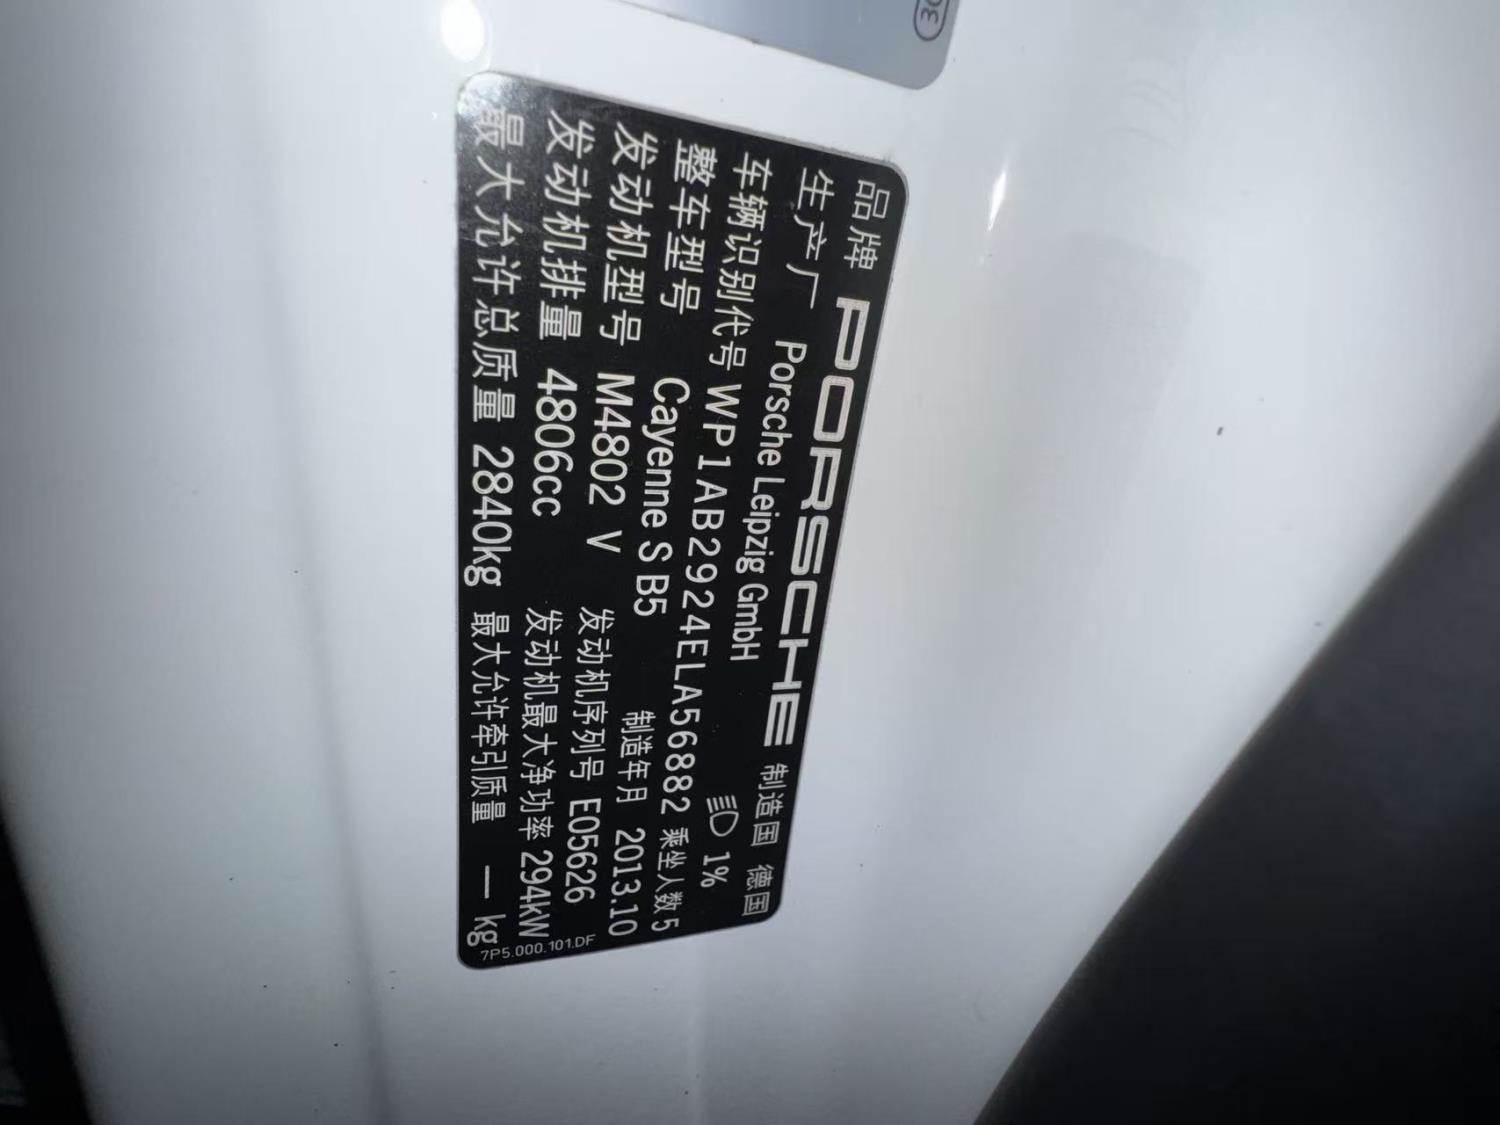 品牌 PORSCHE 制造国 德国
生产厂 Porsche Leipzig GmbH 1%
车辆识别代号 WP1AB2924ELA56882 乘坐人数 5
整车型号 Cayenne S B5 制造年月 2013.10
发动机型号 M4802 V 发动机序列号 E05626
发动机排量 4806cc 发动机最大净功率 294kW
最大允许总质量 2840kg 最大允许牵引质量 — kg
7P5.000.101.DF